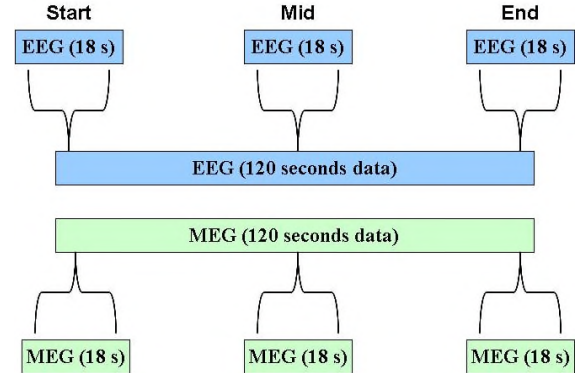 Start Mid End
EEG (18 s) EEG (18 s) EEG (18 s)
EEG (120 seconds data)
MEG (120 seconds data)
MEG (18 s) MEG (18 s) MEG (18 s)